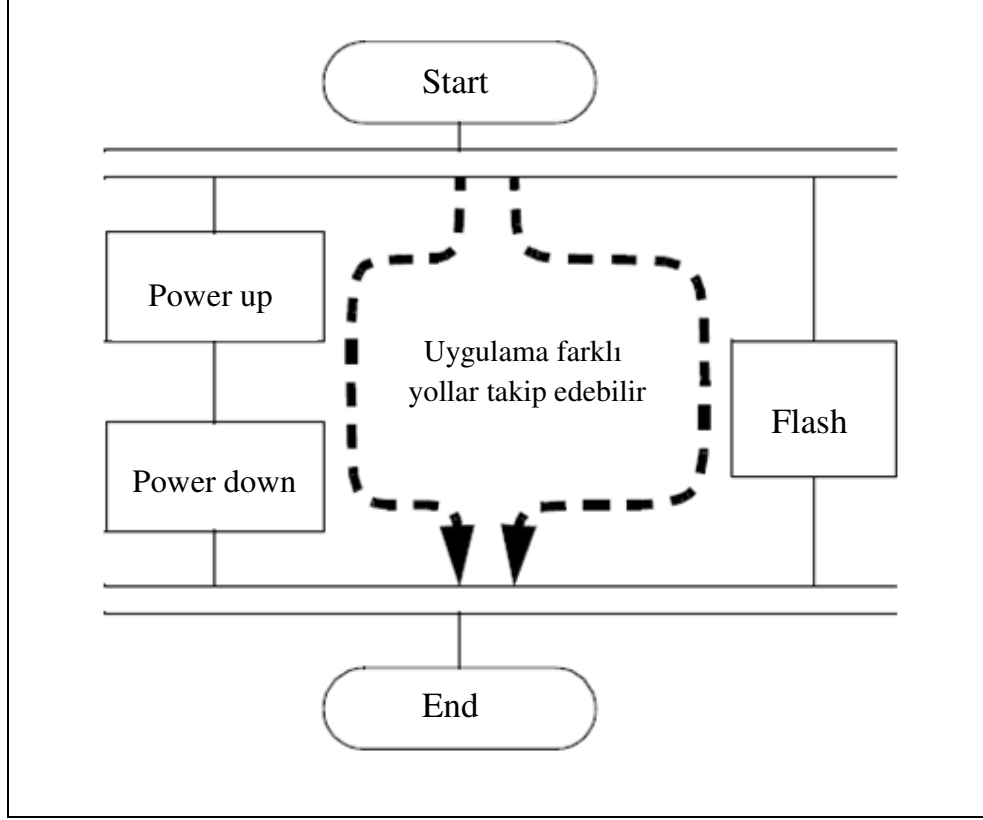 Start
Power up
Uygulama farklı
yollar takip edebilir
Flash
Power down
End